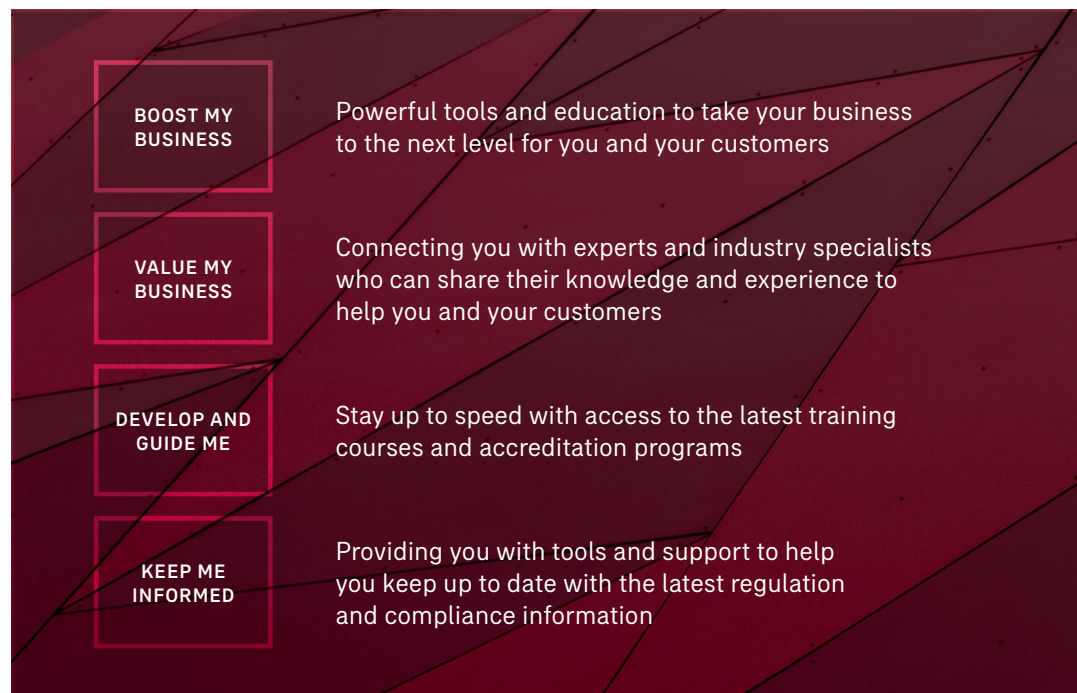 BOOST MY
BUSINESS
Powerful tools and education to take your business
to the next level for you and your customers
VALUE MY
BUSINESS
Connecting you with experts and industry specialists
who can share their knowledge and experience to
help you and your customers
DEVELOP AND
GUIDE ME
Stay up to speed with access to the latest training
courses and accreditation programs
KEEP ME
INFORMED
Providing you with tools and support to help
you keep up to date with the latest regulation
and compliance information